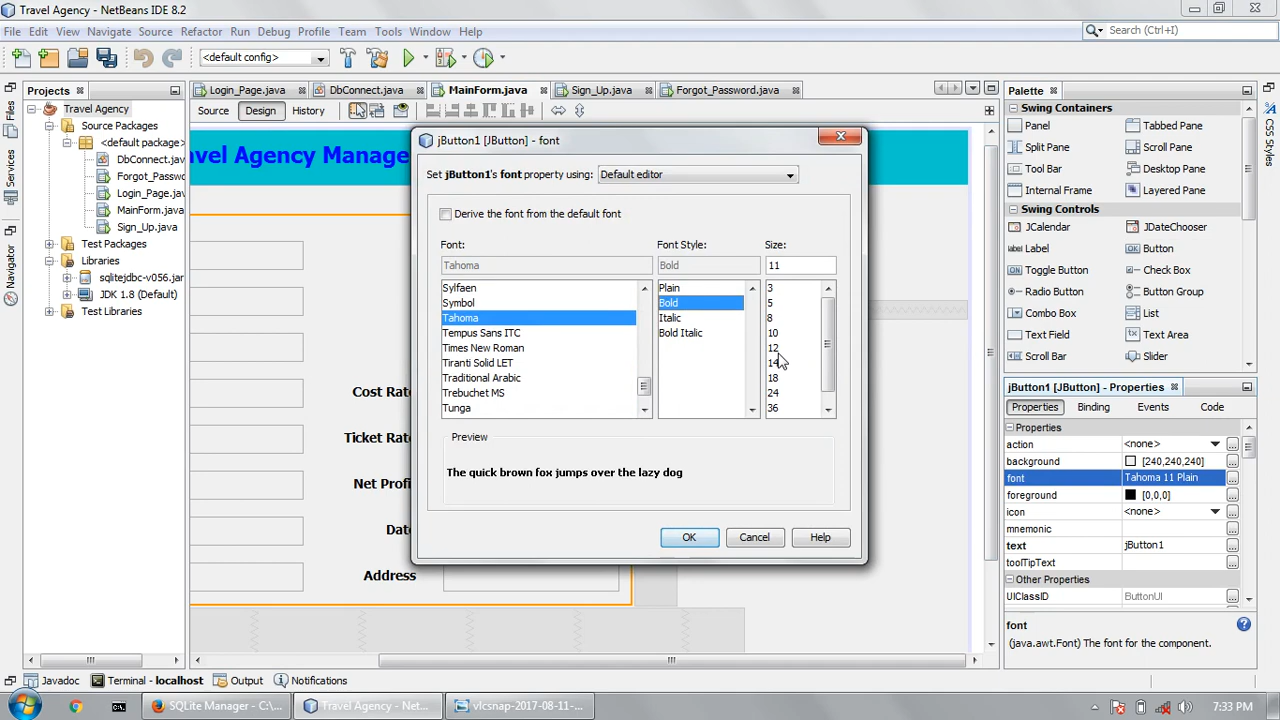 Travel Agency - NetBeans IDE 8.2
File Edit View Navigate Source Refactor Run Debug Profile Team Tools Window Help
Search (Ctrl+I)
<default config>
Projects
Login_Page.java DbConnect.java MainForm.java Sign_Up.java Forgot_Password.java
Palette
Files
Services
Navigator
CSS Styles
Travel Agency
Source Packages
<default package>
DbConnect.jav
Forgot_Passwo
Login_Page.java
MainForm.java
Sign_Up.java
Test Packages
Libraries
sqlitejdbc-v056.jar
JDK 1.8 (Default)
Test Libraries
Source Design History
avel Agency Manage
Cost Rate
Ticket Rate
Net Profit
Date
Address
jButton1 [JButton] - font
Set jButton1's font property using: Default editor
Derive the font from the default font
Font: Font Style: Size:
Tahoma Bold 11
Sylfaen Plain 3
Symbol Bold 5
Tahoma Italic 8
Tempus Sans ITC Bold Italic 10
Times New Roman 12
Tiranti Solid LET 14
Traditional Arabic 18
Trebuchet MS 24
Tunga 36
Preview
The quick brown fox jumps over the lazy dog
OK Cancel Help
Swing Containers
Panel Tabbed Pane
Split Pane Scroll Pane
Tool Bar Desktop Pane
Internal Frame Layered Pane
Swing Controls
JCalendar JDateChooser
Label Button
Toggle Button Check Box
Radio Button Button Group
Combo Box List
Text Field Text Area
Scroll Bar Slider
jButton1 [JButton] - Properties
Properties Binding Events Code
Properties
action <none>
background [240,240,240]
font Tahoma 11 Plain
foreground [0,0,0]
icon <none>
mnemonic
text jButton1
toolTipText
Other Properties
UIClassID ButtonUI
font
(java.awt.Font) The font for the component.
Javadoc Terminal - localhost Output Notifications
SQLite Manager - C:\... Travel Agency - Net... vlcsnap-2017-08-11-...
7:33 PM